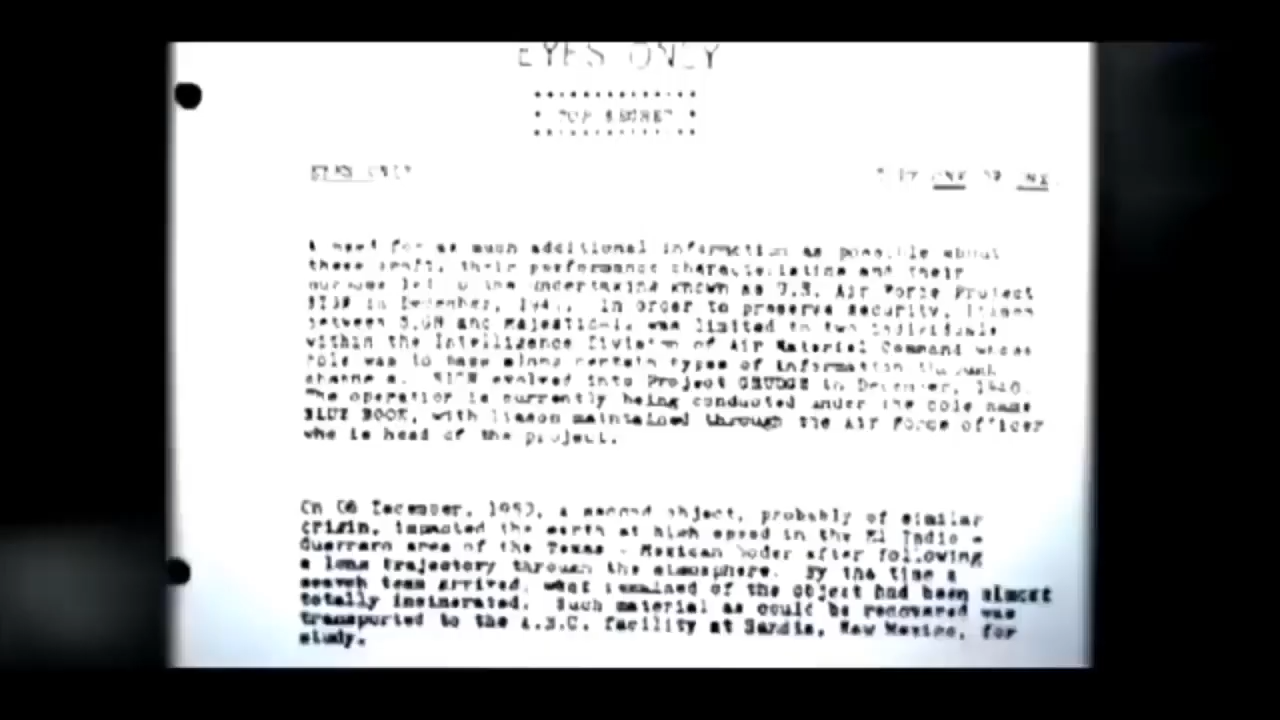 EYES ONLY
* TOP SECRET *
EYES ONLY
COPY ONE OF ONE.
A need for as much additional information as possible about
these craft, their performance characteristics and their
purpose led to the undertaking known as U.S. Air Force Project
SIGN in December, 194. In order to preserve security, liason
between SIGN and Majestic- was limited to two individuals
within the Intelligence Division of Air Materiel Command whose
role was to pass along certain types of information through
channels. SIGN evolved into Project GRUDGE in December, 1948.
The operation is currently being conducted under the code name
BLUE BOOK, with liason maintained through the Air Force officer
who is head of the project.
On 06 December, 1950, a second object, probably of similar
origin, impacted the earth at high speed in the El Indio -
Guerrero area of the Texas - Mexican boder after following
a long trajectory through the atmosphere. By the time a
search team arrived, what remained of the object had been almost
totally incinerated. Such material as could be recovered was
transported to the A.E.C. facility at Sandia, New Mexico, for
study.